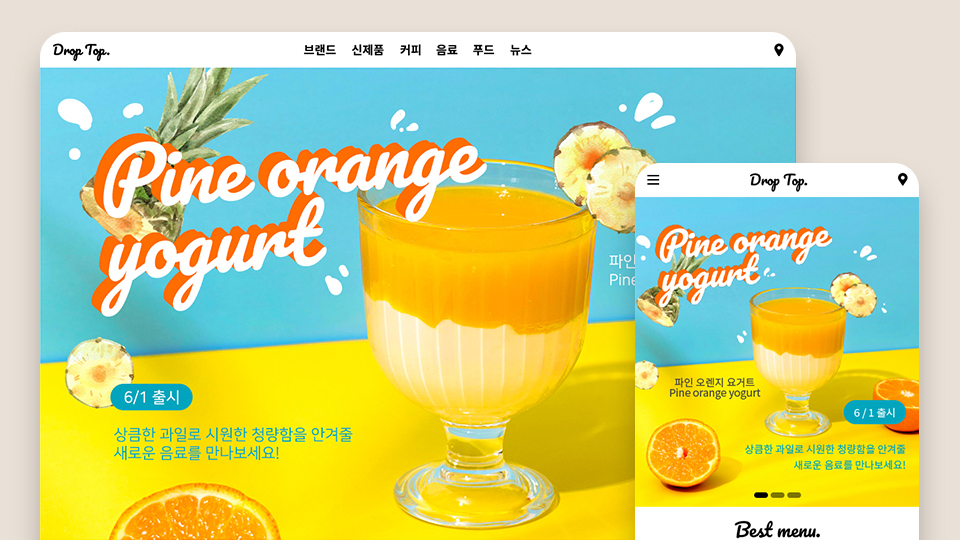 Drop Top.
브랜드 신제품 커피 음료 푸드 뉴스
Pine orange
yogurt
파인
Pine
6/1 출시
상큼한 과일로 시원한 청량함을 안겨줄
새로운 음료를 만나보세요!
Drop Top.
Pine orange
yogurt
파인 오렌지 요거트
Pine orange yogurt
6 / 1 출시
상큼한 과일로 시원한 청량함을 안겨줄
새로운 음료를 만나보세요!
Best menu.